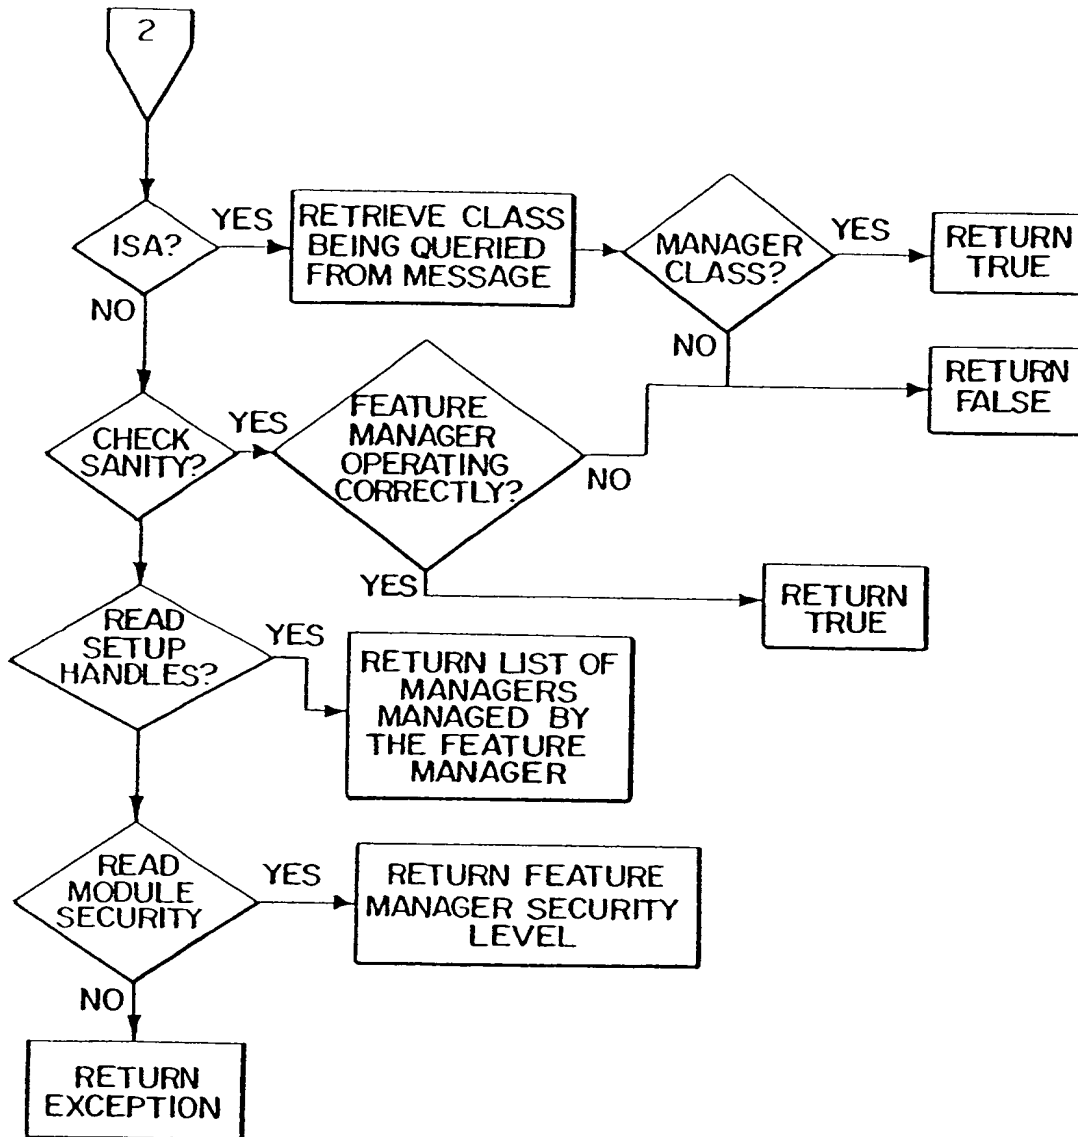 2
ISA?
YES
RETRIEVE CLASS
BEING QUERIED
FROM MESSAGE
MANAGER
CLASS?
YES
RETURN
TRUE
NO
NO
RETURN
FALSE
CHECK
SANITY?
YES
FEATURE
MANAGER
OPERATING
CORRECTLY?
NO
YES
RETURN
TRUE
READ
SETUP
HANDLES?
YES
RETURN LIST OF
MANAGERS
MANAGED BY
THE FEATURE
MANAGER
READ
MODULE
SECURITY
YES
RETURN FEATURE
MANAGER SECURITY
LEVEL
NO
RETURN
EXCEPTION